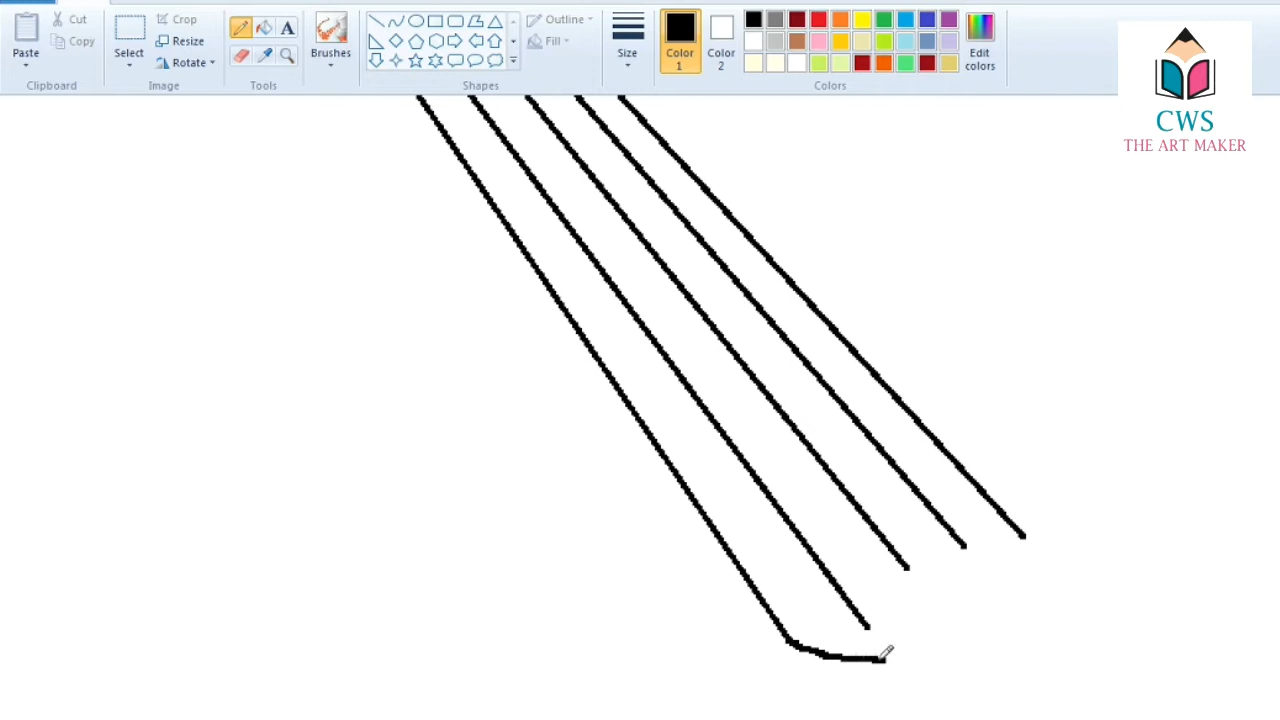 Cut
Copy
Paste
Clipboard
Select
Crop
Resize
Rotate
Image
A
Tools
Brushes
Shapes
Outline
Fill
Size
Color
1
Color
2
Edit
colors
Colors
CWS
THE ART MAKER